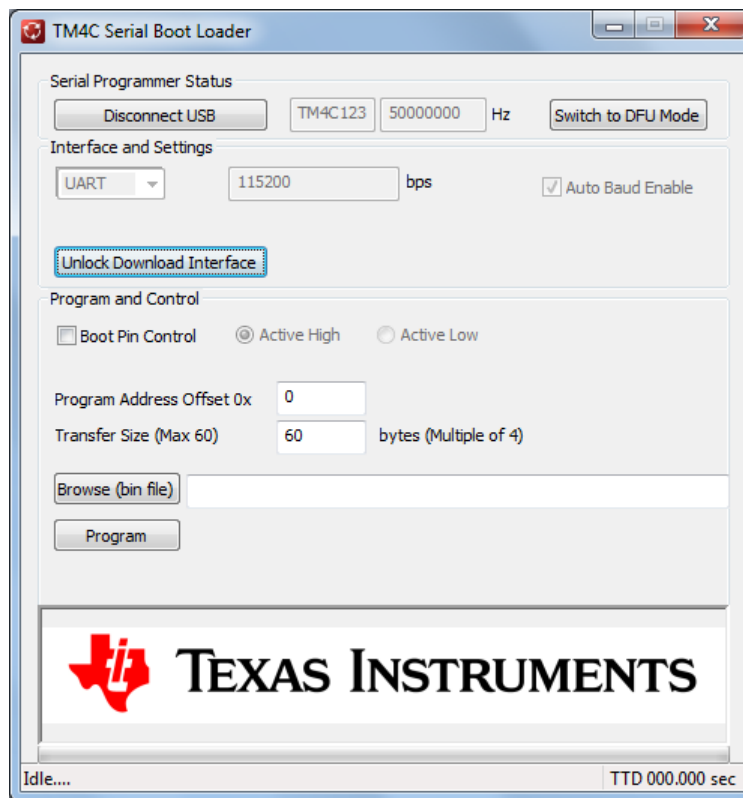 TM4C Serial Boot Loader
Serial Programmer Status
Disconnect USB TM4C123 50000000 Hz Switch to DFU Mode
Interface and Settings
UART 115200 bps Auto Baud Enable
Unlock Download Interface
Program and Control
Boot Pin Control Active High Active Low
Program Address Offset 0x 0
Transfer Size (Max 60) 60 bytes (Multiple of 4)
Browse (bin file)
Program
TEXAS INSTRUMENTS
Idle.... TTD 000.000 sec